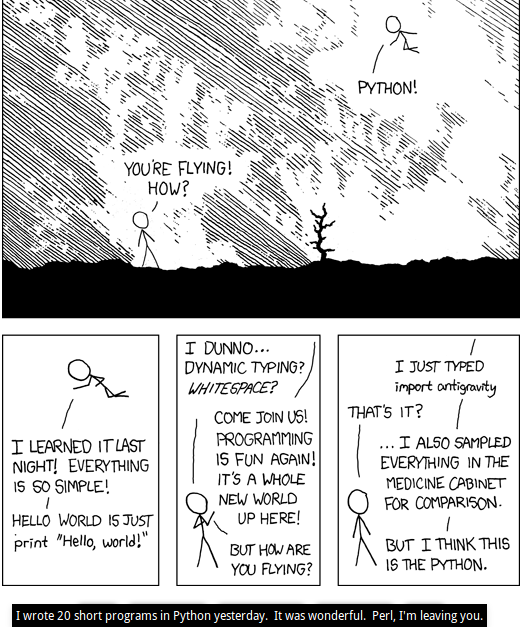 YOU'RE FLYING!
HOW?
PYTHON!
I LEARNED IT LAST
NIGHT! EVERYTHING
IS SO SIMPLE!
HELLO WORLD IS JUST
print "Hello, world!"
I DUNNO...
DYNAMIC TYPING?
WHITESPACE?
COME JOIN US!
PROGRAMMING
IS FUN AGAIN!
IT'S A WHOLE
NEW WORLD
UP HERE!
BUT HOW ARE
YOU FLYING?
I JUST TYPED
import antigravity
THAT'S IT?
...I ALSO SAMPLED
EVERYTHING IN THE
MEDICINE CABINET
FOR COMPARISON.
BUT I THINK THIS
IS THE PYTHON.
I wrote 20 short programs in Python yesterday. It was wonderful. Perl, I'm leaving you.